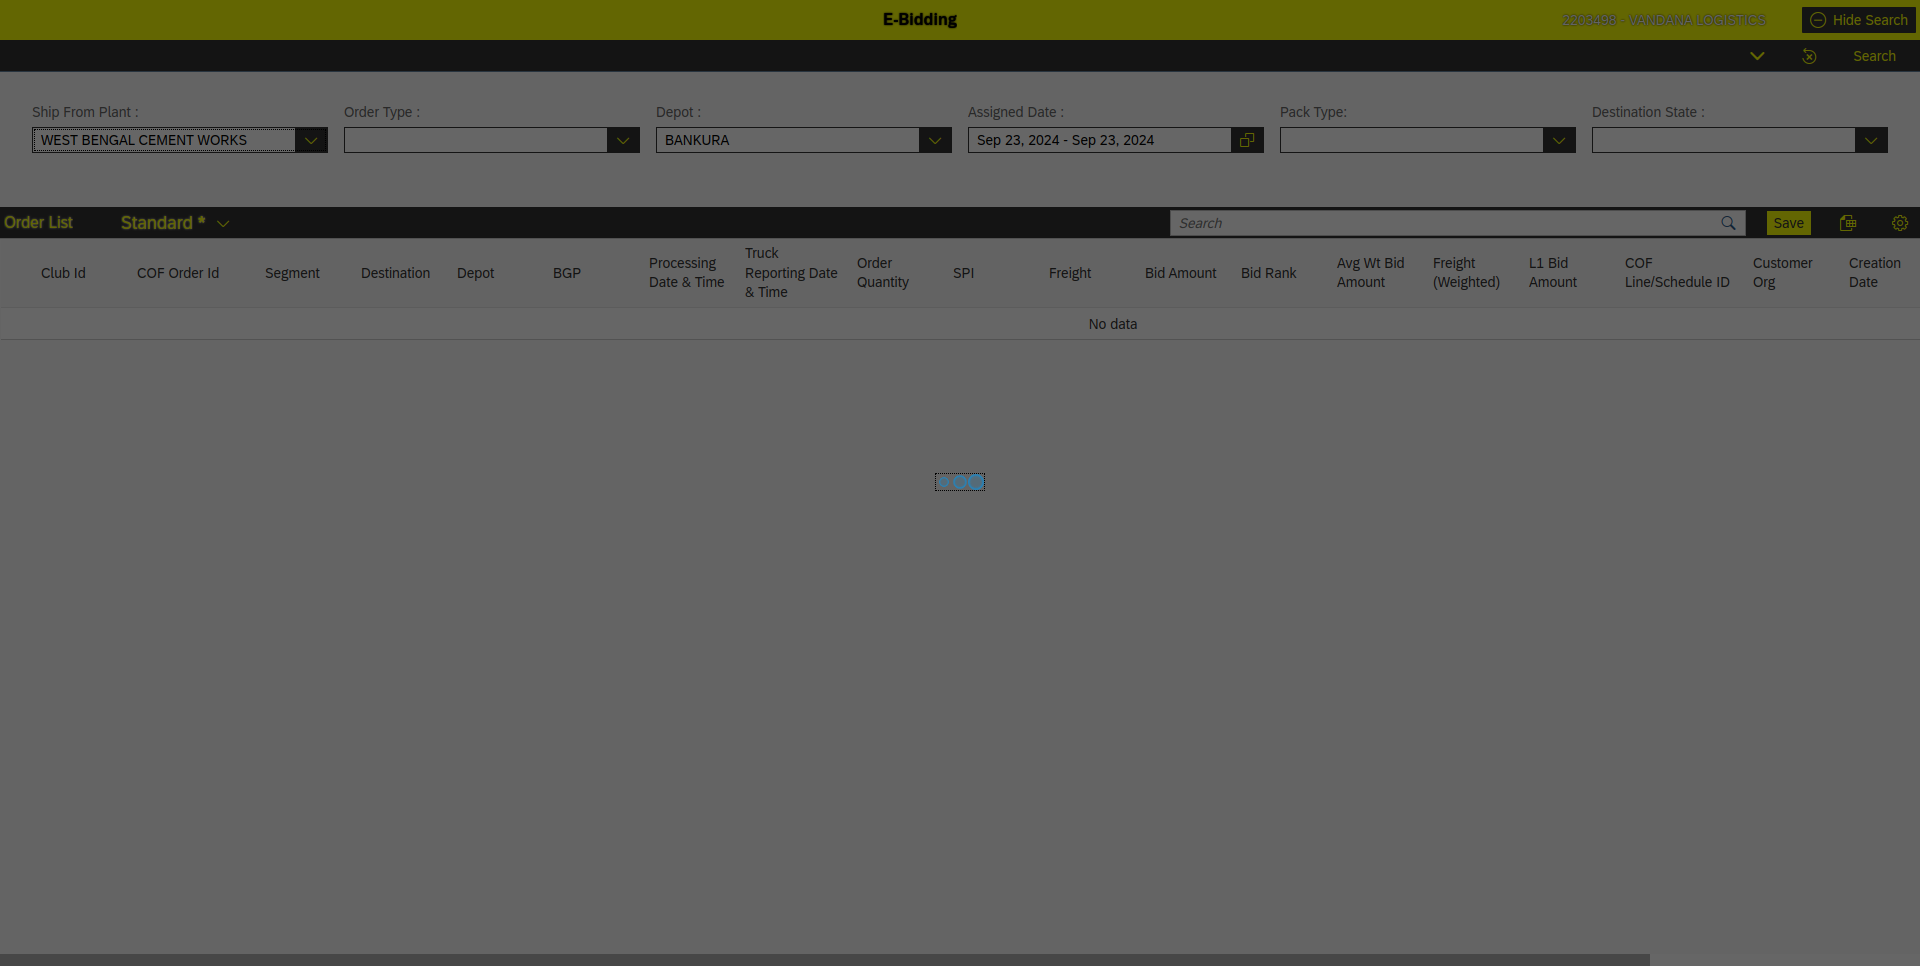 E-Bidding
2203498 - VANDANA LOGISTICS
Hide Search
Search
Ship From Plant :
Order Type :
Depot :
Assigned Date :
Pack Type:
Destination State :
WEST BENGAL CEMENT WORKS
BANKURA
Sep 23, 2024 - Sep 23, 2024
Order List
Standard *
Search
Save
Club Id
COF Order Id
Segment
Destination
Depot
BGP
Processing
Date & Time
Truck
Reporting Date
& Time
Order
Quantity
SPI
Freight
Bid Amount
Bid Rank
Avg Wt Bid
Amount
Freight
(Weighted)
L1 Bid
Amount
COF
Line/Schedule ID
Customer
Org
Creation
Date
No data